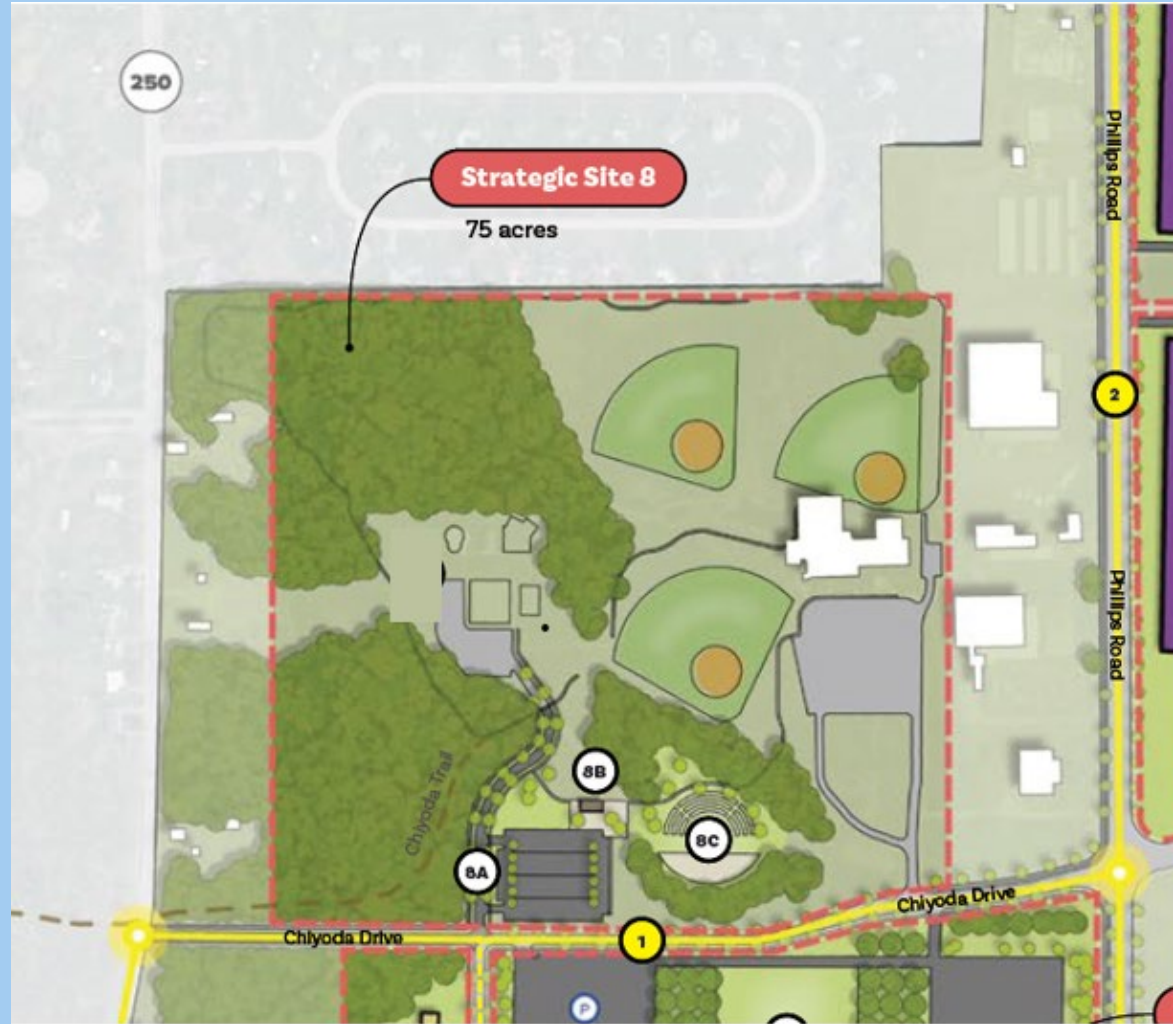 250
Strategic Site 8
75 acres
Phillips Road
2
Phillips Road
Chiyoda Trail
8B
8C
8A
Chiyoda Drive
Chiyoda Drive
1
P